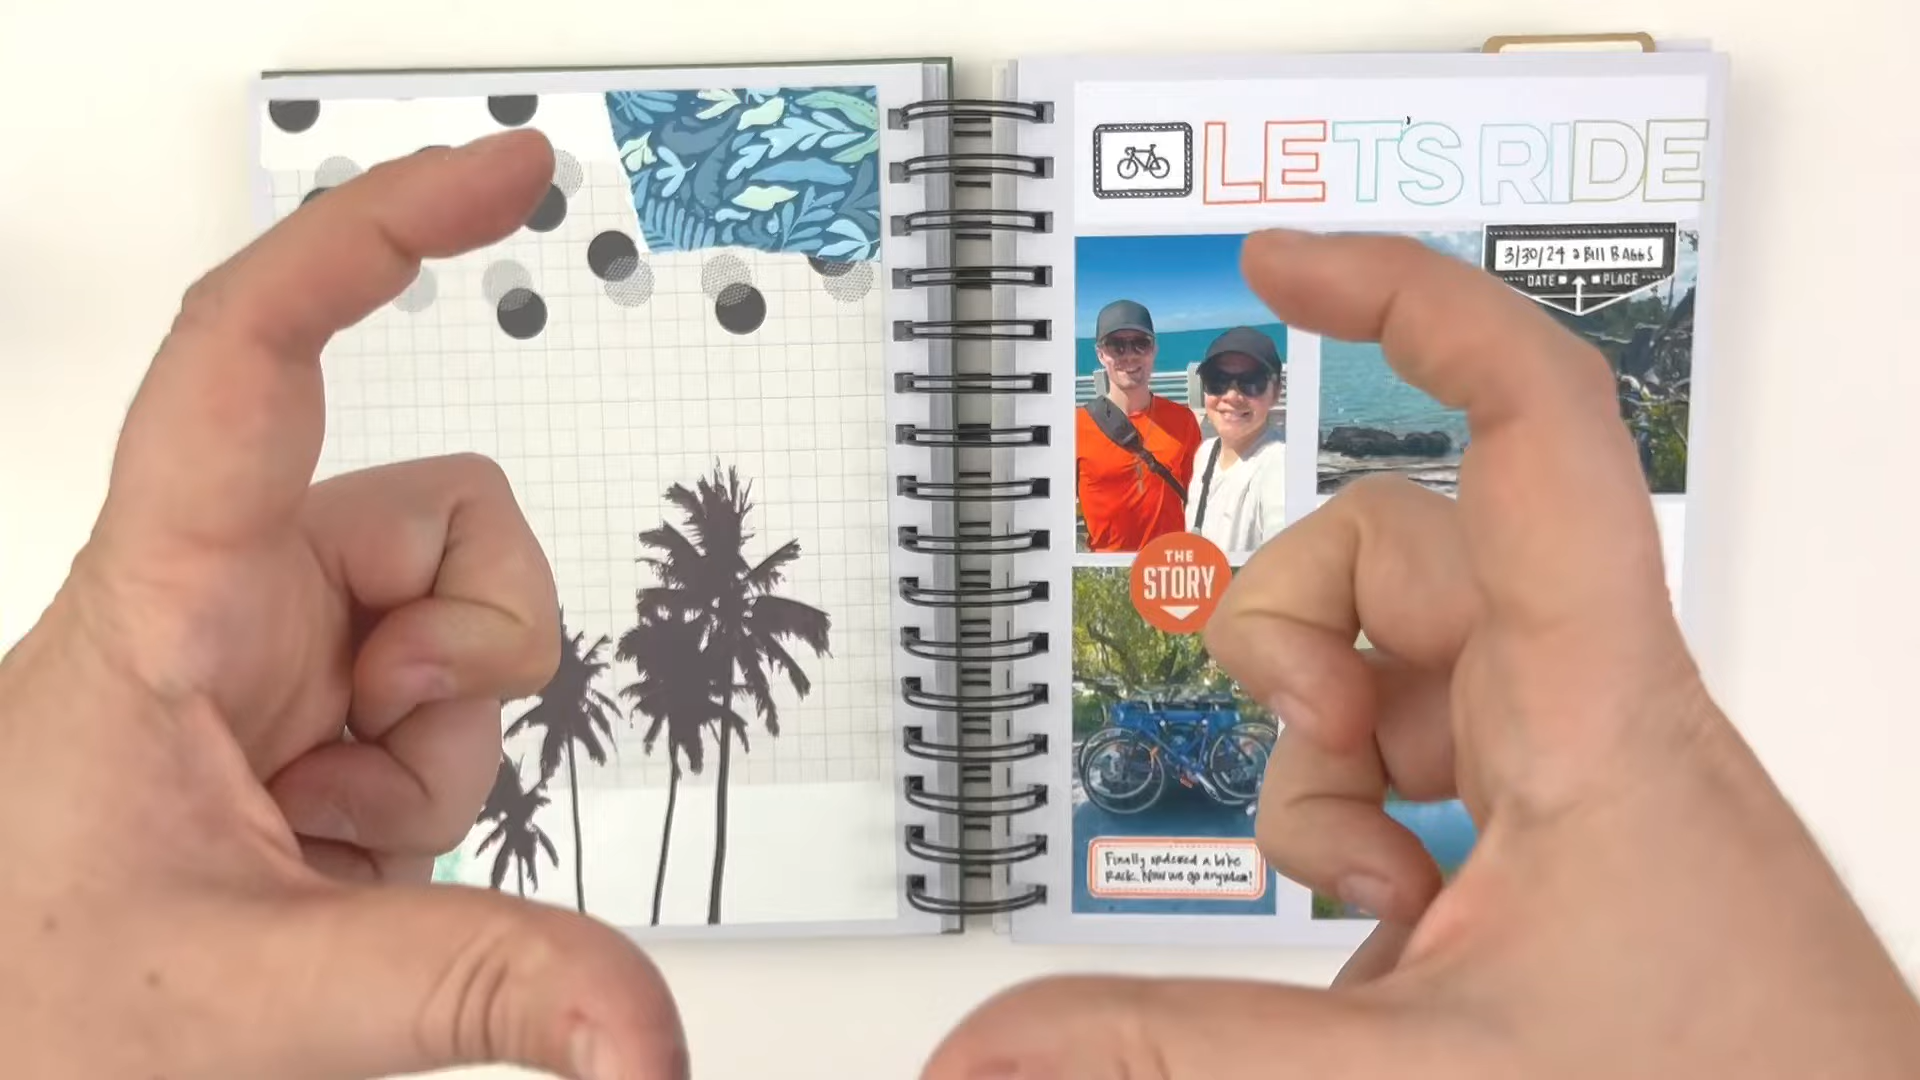 LET'S RIDE
3/30/24 @ BILL BAGGS
DATE PLACE
THE
STORY
Finally ordered a bike
rack. Now we go anywhere!